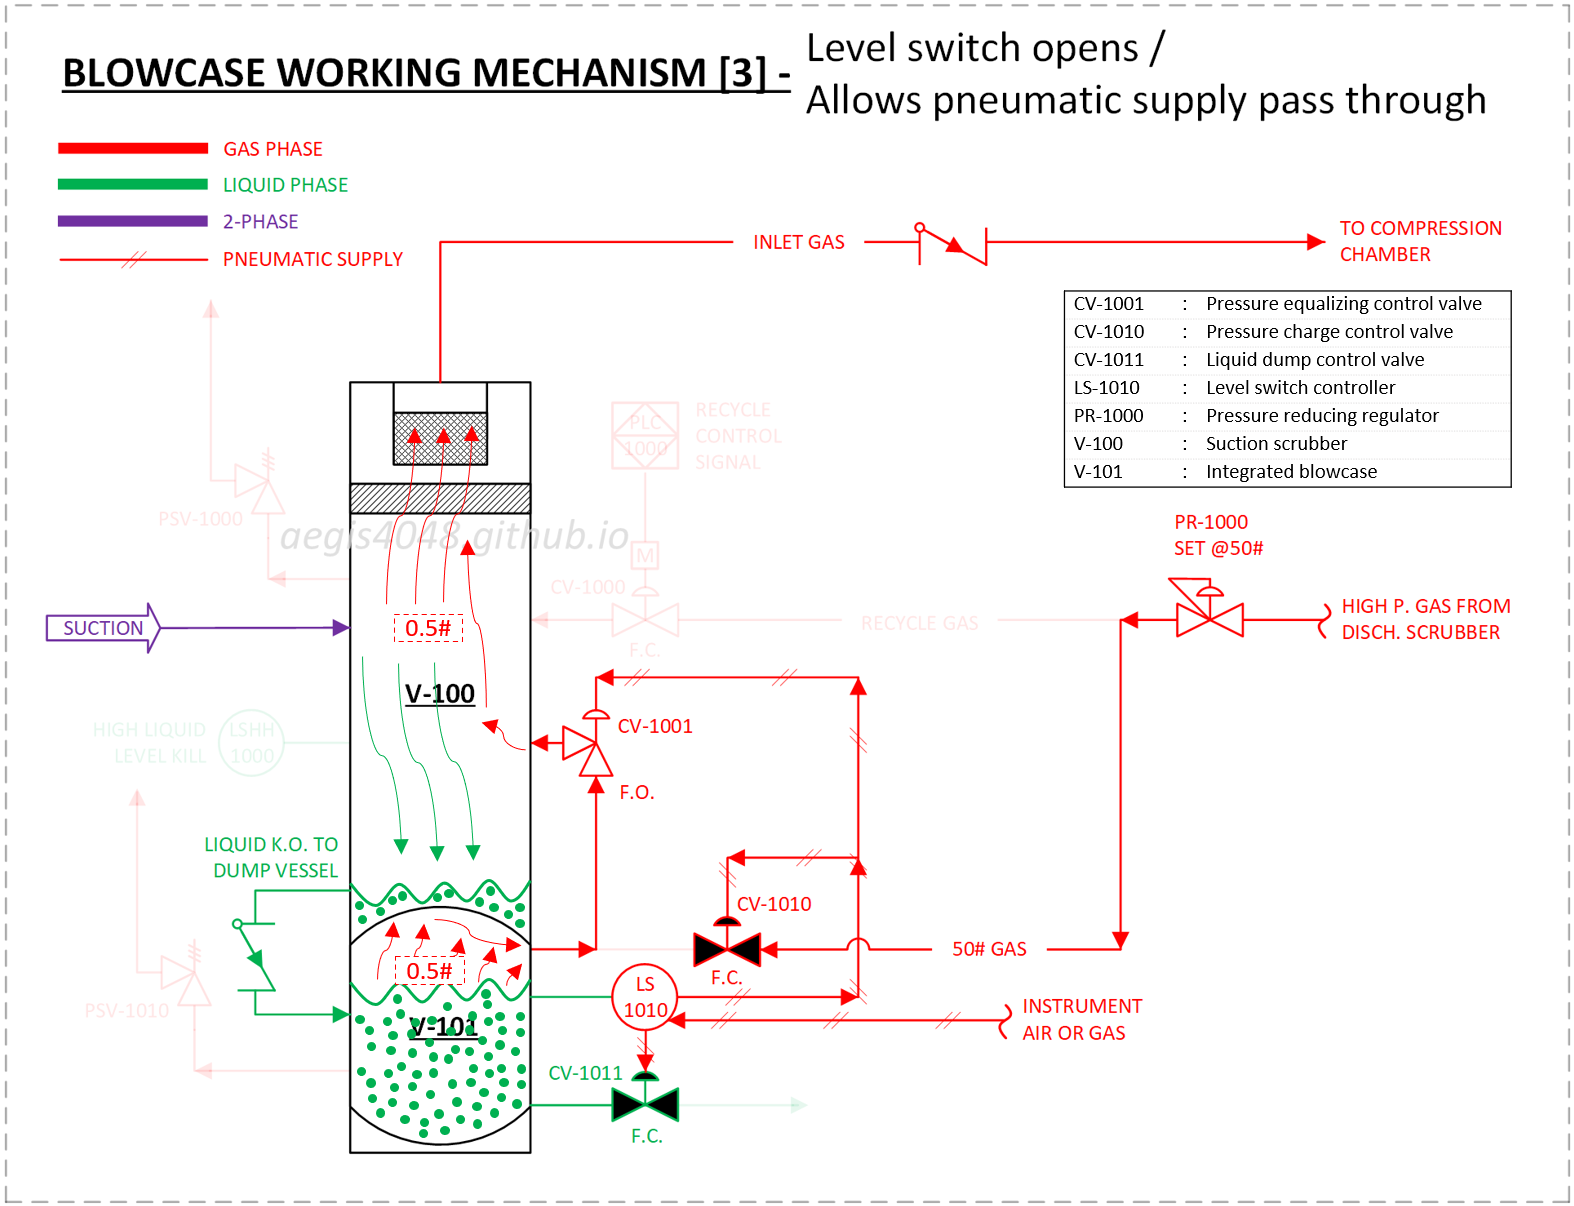 BLOWCASE WORKING MECHANISM [3] -
Level switch opens /
Allows pneumatic supply pass through
GAS PHASE
LIQUID PHASE
2-PHASE
PNEUMATIC SUPPLY
INLET GAS
TO COMPRESSION
CHAMBER
CV-1001 : Pressure equalizing control valve
CV-1010 : Pressure charge control valve
CV-1011 : Liquid dump control valve
LS-1010 : Level switch controller
PR-1000 : Pressure reducing regulator
V-100 : Suction scrubber
V-101 : Integrated blowcase
PLC
1000
RECYCLE
CONTROL
SIGNAL
PSV-1000
aegis4048.github.io
M
CV-1000
F.C.
RECYCLE GAS
PR-1000
SET @50#
HIGH P. GAS FROM
DISCH. SCRUBBER
SUCTION
0.5#
V-100
HIGH LIQUID
LEVEL KILL
LSHH
1000
CV-1001
F.O.
LIQUID K.O. TO
DUMP VESSEL
CV-1010
F.C.
50# GAS
0.5#
LS
1010
INSTRUMENT
AIR OR GAS
PSV-1010
V-101
CV-1011
F.C.